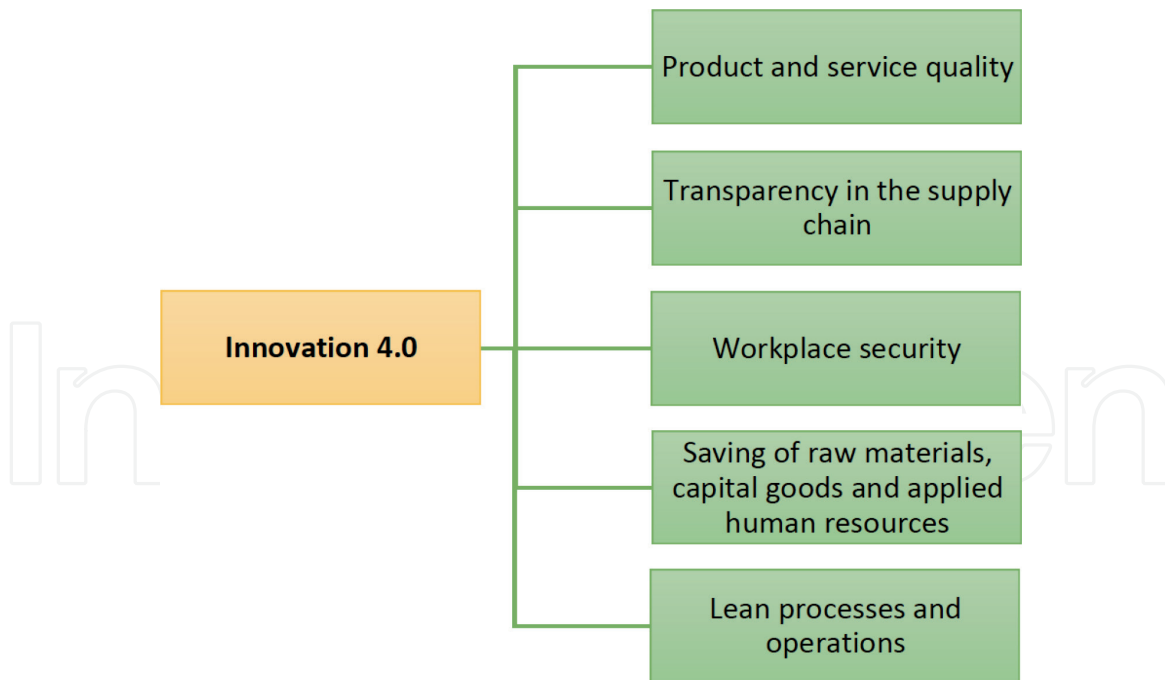 Product and service quality
Transparency in the supply
chain
Innovation 4.0
Workplace security
Saving of raw materials,
capital goods and applied
human resources
Lean processes and
operations